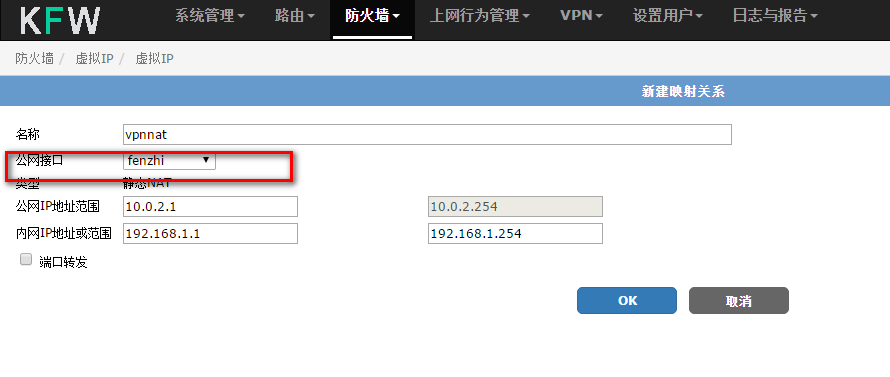 KFW 系统管理 路由 防火墙 上网行为管理 VPN 设置用户 日志与报告
防火墙 / 虚拟IP / 虚拟IP
新建映射关系
名称 vpnnat
公网接口 fenzhi
类型 静态NAT
公网IP地址范围 10.0.2.1 10.0.2.254
内网IP地址或范围 192.168.1.1 192.168.1.254
端口转发
OK 取消